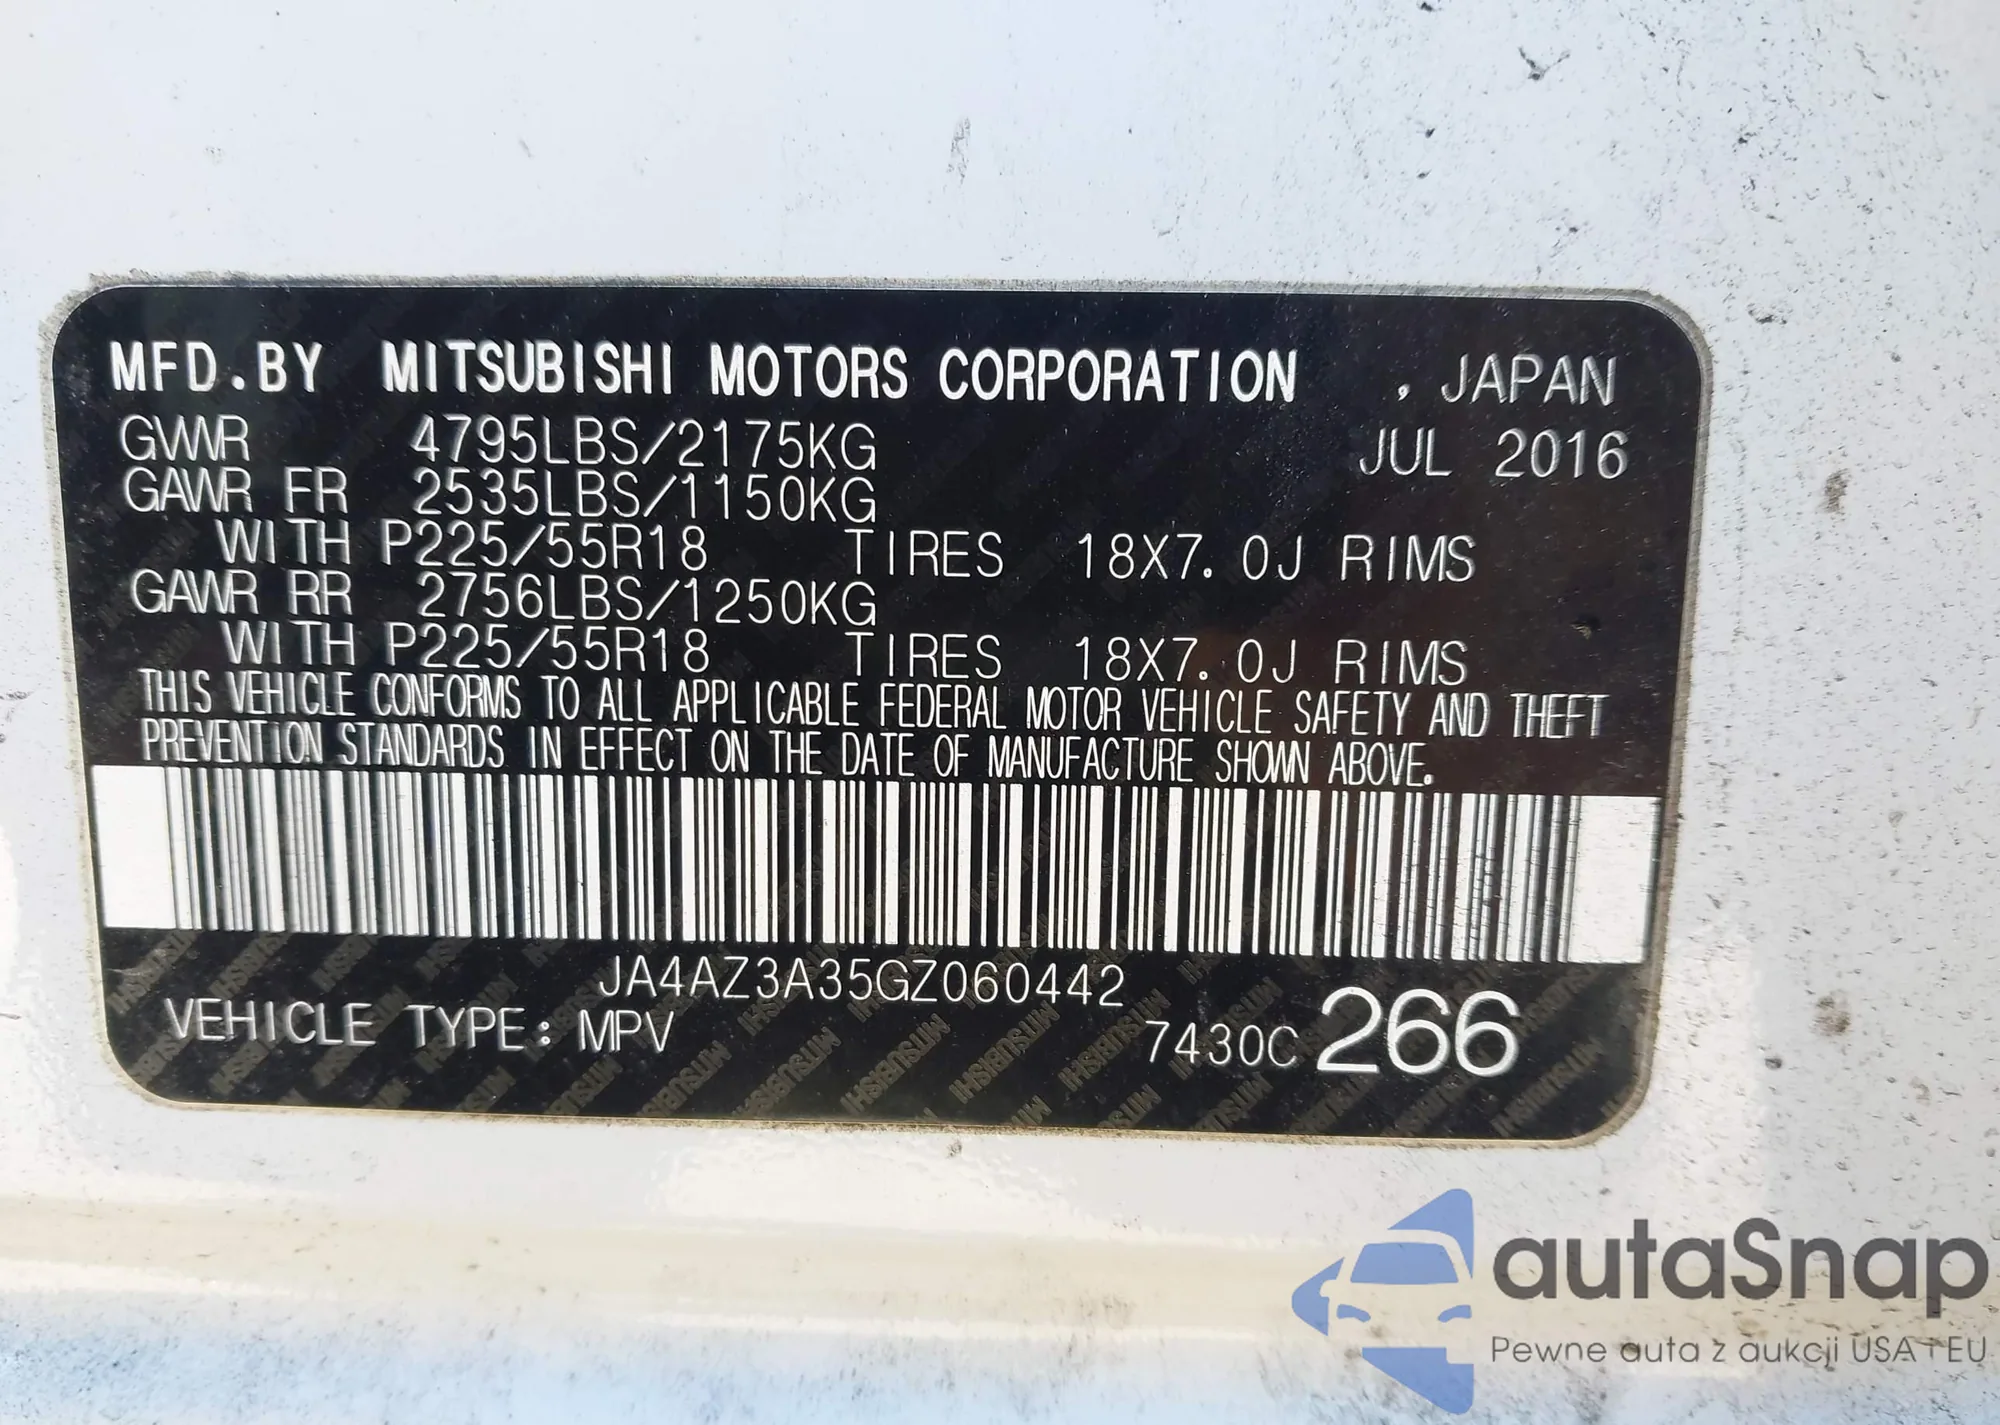 MFD.BY MITSUBISHI MOTORS CORPORATION , JAPAN
GVWR 4795LBS/2175KG JUL 2016
GAWR FR 2535LBS/1150KG
WITH P225/55R18 TIRES 18X7.0J RIMS
GAWR RR 2756LBS/1250KG
WITH P225/55R18 TIRES 18X7.0J RIMS
THIS VEHICLE CONFORMS TO ALL APPLICABLE FEDERAL MOTOR VEHICLE SAFETY AND THEFT
PREVENTION STANDARDS IN EFFECT ON THE DATE OF MANUFACTURE SHOWN ABOVE.
JA4AZ3A35GZ060442
VEHICLE TYPE: MPV 7430C 266
autaSnap
Pewne auta z aukcji USA i EU